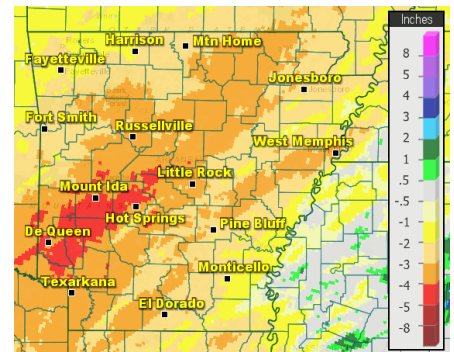 Inches
Harrison
Mtn Home
Fayetteville
Fayetteville
Jonesboro
Jonesboro
Fort Smith
Russellville
West Memphis
Little Rock
Mount Ida
Hot Springs
Pine Bluff
De Queen
Monticello
Texarkana
El Dorado
8
5
4
3
2
1
.5
-.5
-1
-2
-3
-4
-5
-8